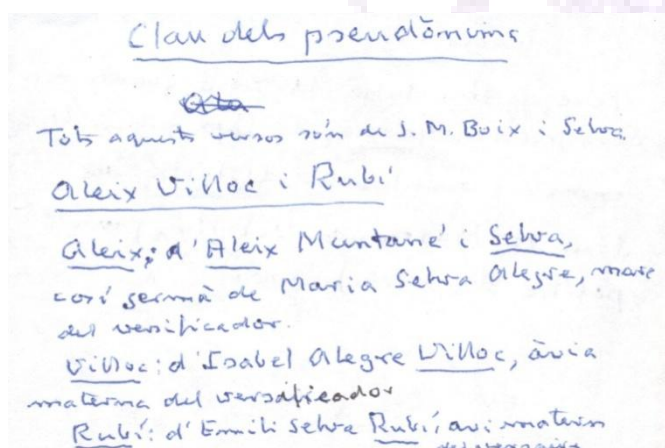 Clau dels pseudònims
Tots aquests versos són de J. M. Boix i Selva
Aleix Villoc i Rubí
Aleix: d'Aleix Muntané i Selva,
cosí germà de Maria Selva Alegre, mare
del versificador.
Villoc: d'Isabel Alegre Villoc, àvia
materna del versificador
Rubí: d'Emili Selva Rubí, avi matern